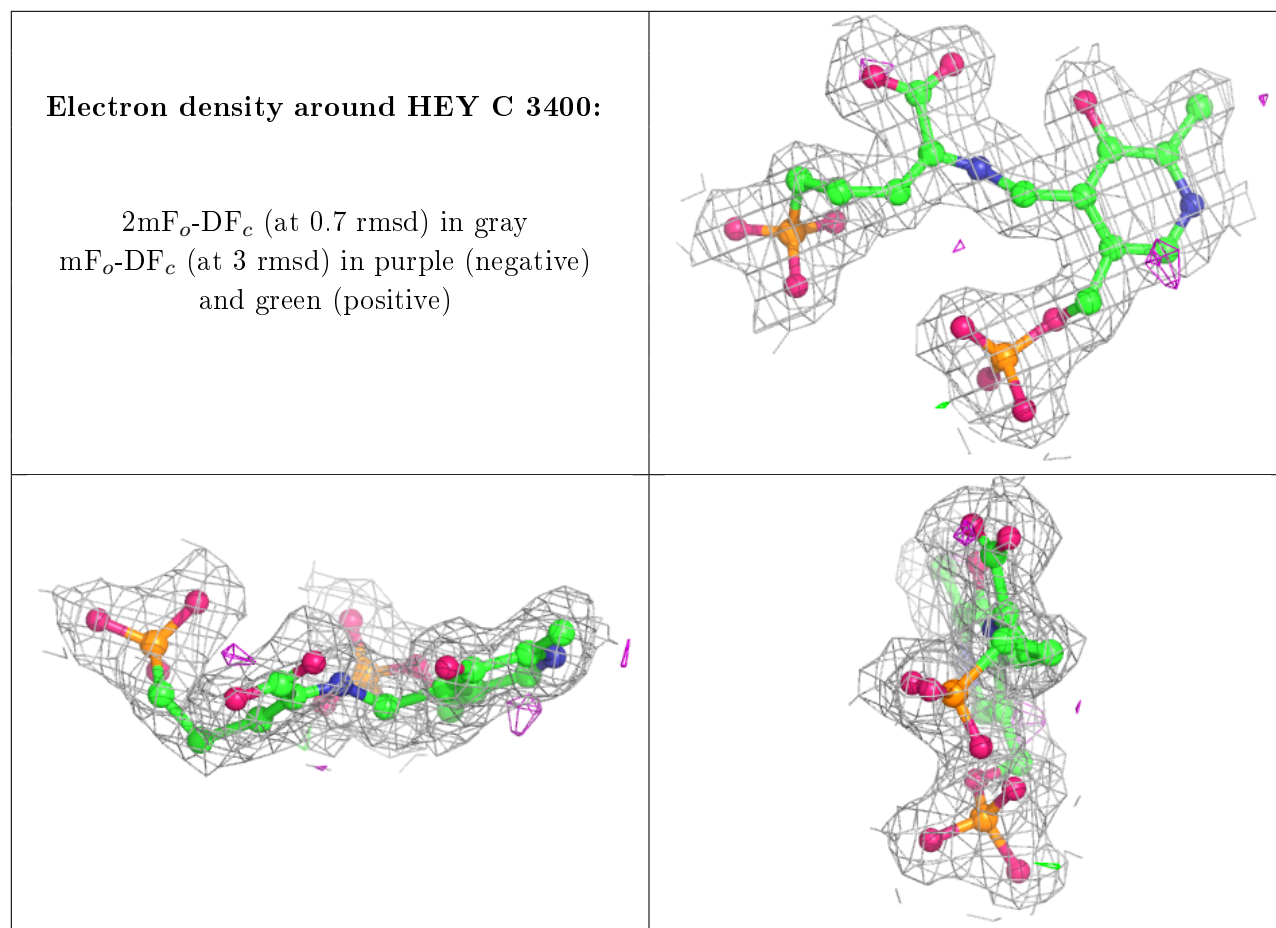 Electron density around HEY C 3400:
2mFo-DFc (at 0.7 rmsd) in gray
mFo-DFc (at 3 rmsd) in purple (negative)
and green (positive)